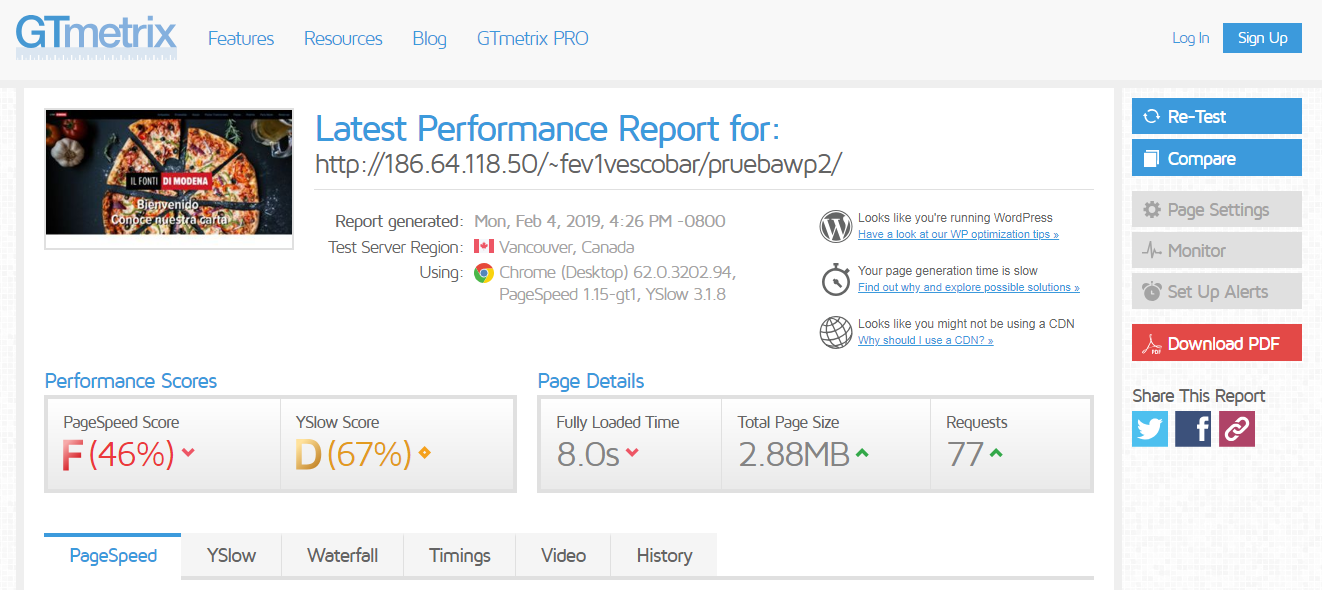 GTmetrix
Features Resources Blog GTmetrix PRO
Log In Sign Up
IL FONTI DI MODENA
Bienvenido
Conoce nuestra carta
Latest Performance Report for:
http://186.64.118.50/~fev1vescobar/pruebawp2/
Report generated: Mon, Feb 4, 2019, 4:26 PM -0800
Test Server Region: Vancouver, Canada
Using: Chrome (Desktop) 62.0.3202.94,
PageSpeed 1.15-gt1, YSlow 3.1.8
Looks like you're running WordPress
Have a look at our WP optimization tips »
Your page generation time is slow
Find out why and explore possible solutions »
Looks like you might not be using a CDN
Why should I use a CDN? »
Re-Test
Compare
Page Settings
Monitor
Set Up Alerts
PDF
Download PDF
Share This Report
Performance Scores
PageSpeed Score
F (46%)
YSlow Score
D (67%)
Page Details
Fully Loaded Time
8.0s
Total Page Size
2.88MB
Requests
77
PageSpeed YSlow Waterfall Timings Video History